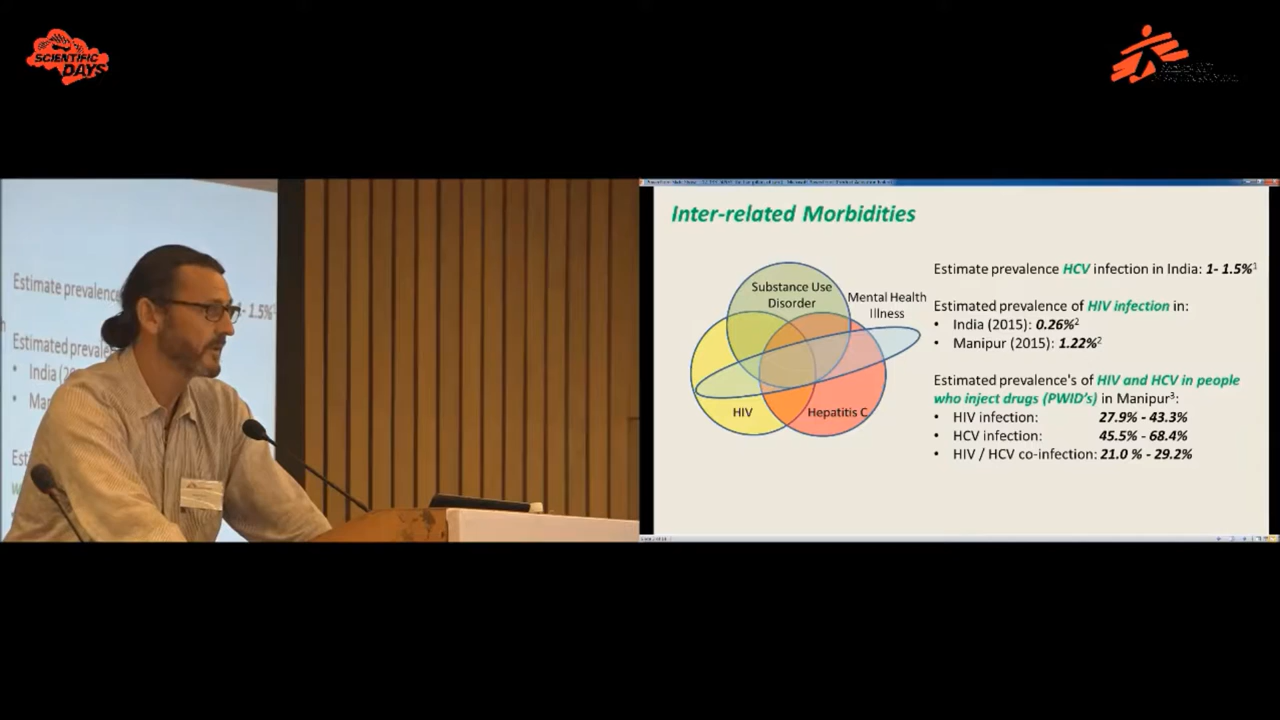 SCIENTIFIC
DAYS
Estimate prevalence
1- 1.5%
Estimated
India
Inter-related Morbidities
Substance Use
Disorder
Mental Health
Illness
HIV
Hepatitis C
Estimate prevalence HCV infection in India: 1- 1.5%¹
Estimated prevalence of HIV infection in:
• India (2015): 0.26%²
• Manipur (2015): 1.22%²
Estimated prevalence's of HIV and HCV in people
who inject drugs (PWID's) in Manipur³:
• HIV infection: 27.9% - 43.3%
• HCV infection: 45.5% - 68.4%
• HIV / HCV co-infection: 21.0 % - 29.2%